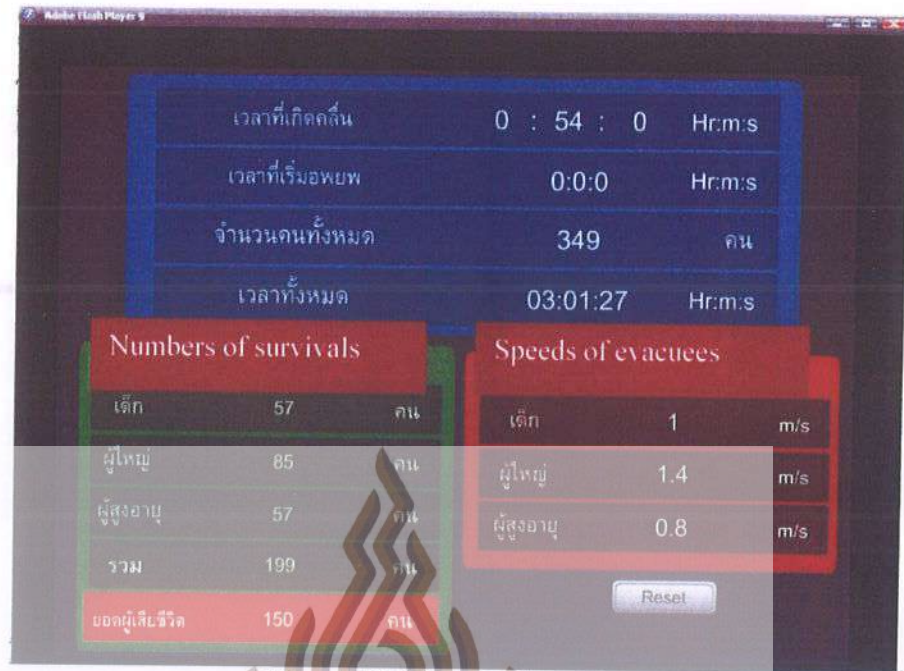 Adobe Flash Player 9
เวลาที่เกิดคลื่น 0 : 54 : 0 Hr:m:s
เวลาที่เริ่มอพยพ 0:0:0 Hr:m:s
จำนวนคนทั้งหมด 349 คน
เวลาทั้งหมด 03:01:27 Hr:m:s
Numbers of survivals
เด็ก 57 คน
ผู้ใหญ่ 85 คน
ผู้สูงอายุ 57 คน
รวม 199 คน
ยอดผู้เสียชีวิต 150 คน
Speeds of evacuees
เด็ก 1 m/s
ผู้ใหญ่ 1.4 m/s
ผู้สูงอายุ 0.8 m/s
Reset